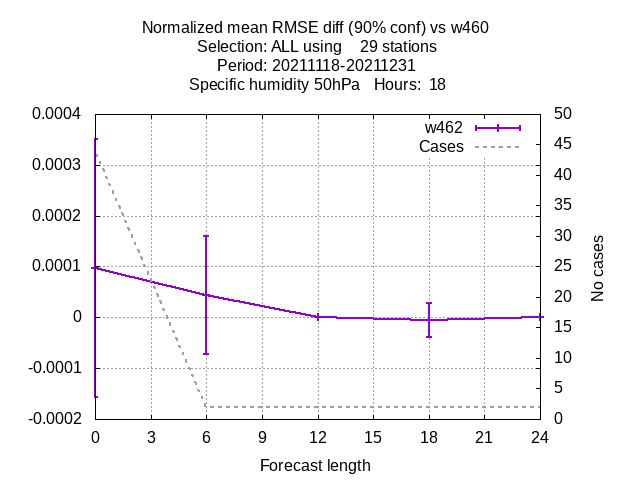 Normalized mean RMSE diff (90% conf) vs w460
Selection: ALL using    29 stations
Period: 20211118-20211231
Specific humidity 50hPa   Hours:  18
w462
Cases
0.0004
0.0003
0.0002
0.0001
0
-0.0001
-0.0002
50
45
40
35
30
25
20
15
10
5
0
No cases
0 3 6 9 12 15 18 21 24
Forecast length